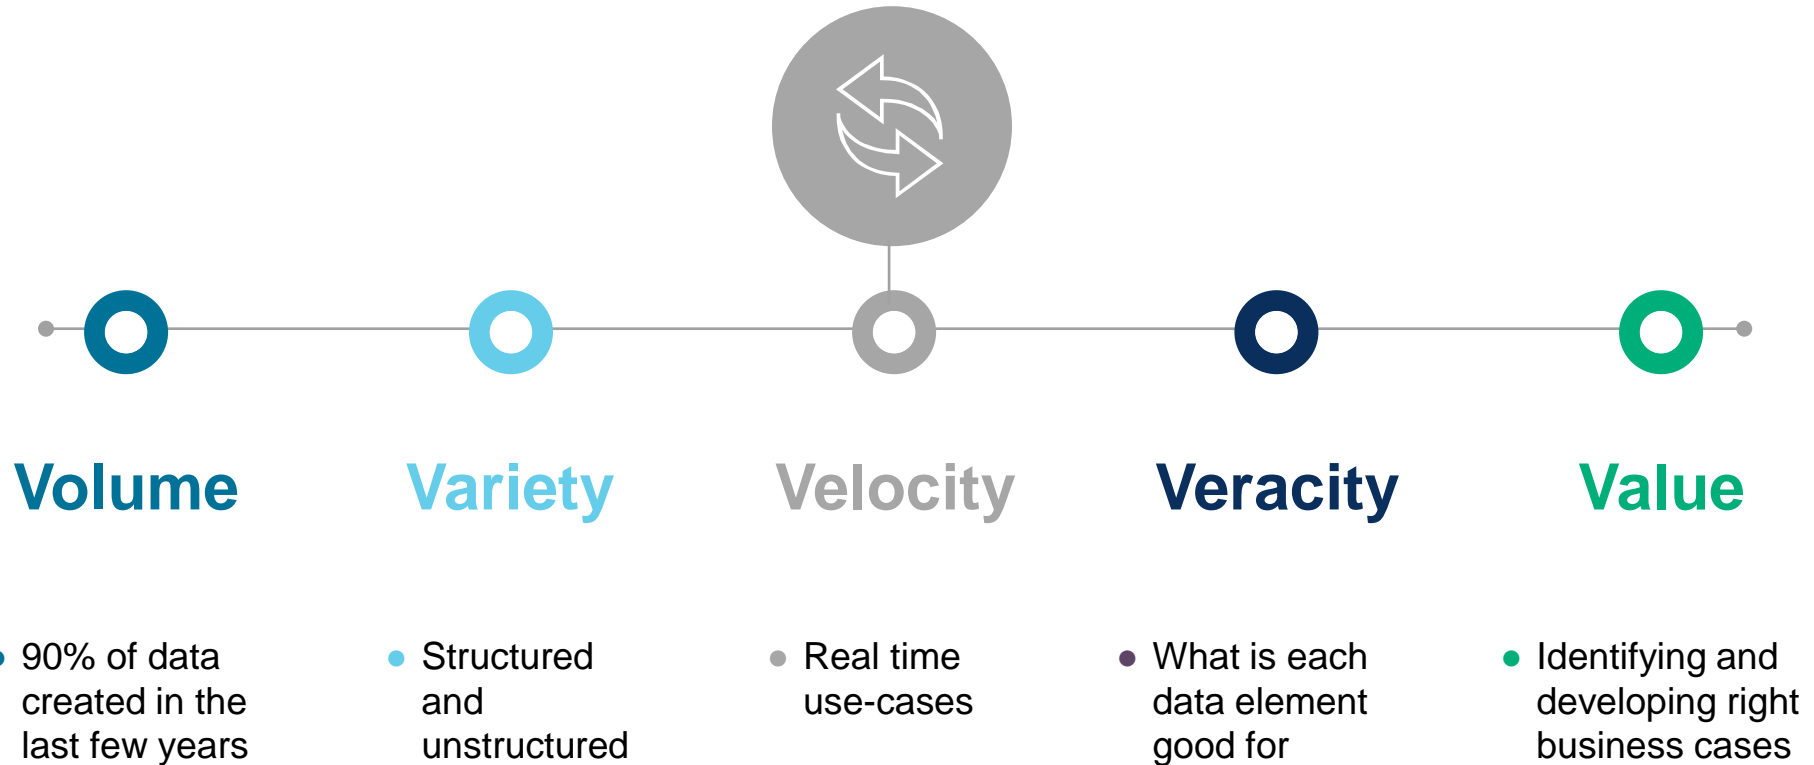 Volume
Variety
Velocity
Veracity
Value
90% of data
created in the
last few years
Structured
and
unstructured
Real time
use-cases
What is each
data element
good for
Identifying and
developing right
business cases